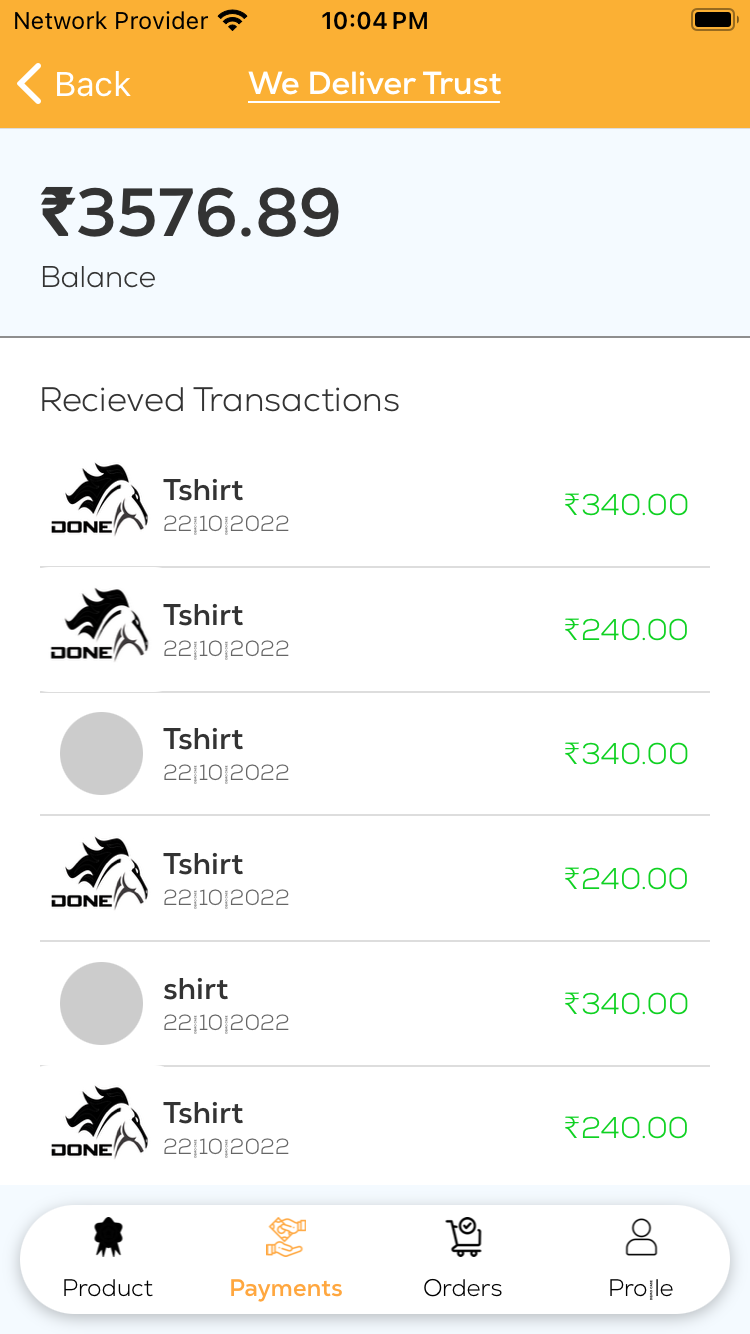 Network Provider 10:04 PM
Back We Deliver Trust
₹3576.89
Balance
Recieved Transactions
DONE Tshirt ₹340.00
22 10 2022
DONE Tshirt ₹240.00
22 10 2022
Tshirt ₹340.00
22 10 2022
DONE Tshirt ₹240.00
22 10 2022
shirt ₹340.00
22 10 2022
DONE Tshirt ₹240.00
22 10 2022
Product Payments Orders